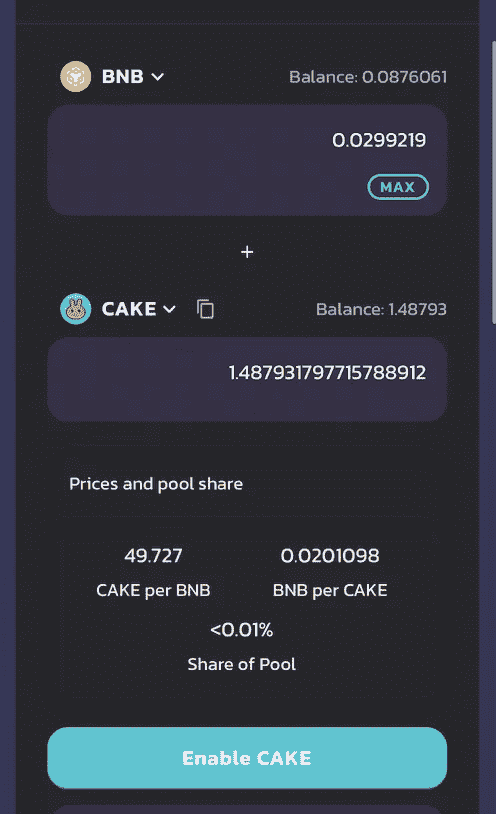 BNB Balance: 0.0876061
0.0299219
MAX
+
CAKE Balance: 1.48793
1.487931797715788912
Prices and pool share
49.727 0.0201098
CAKE per BNB BNB per CAKE
<0.01%
Share of Pool
Enable CAKE